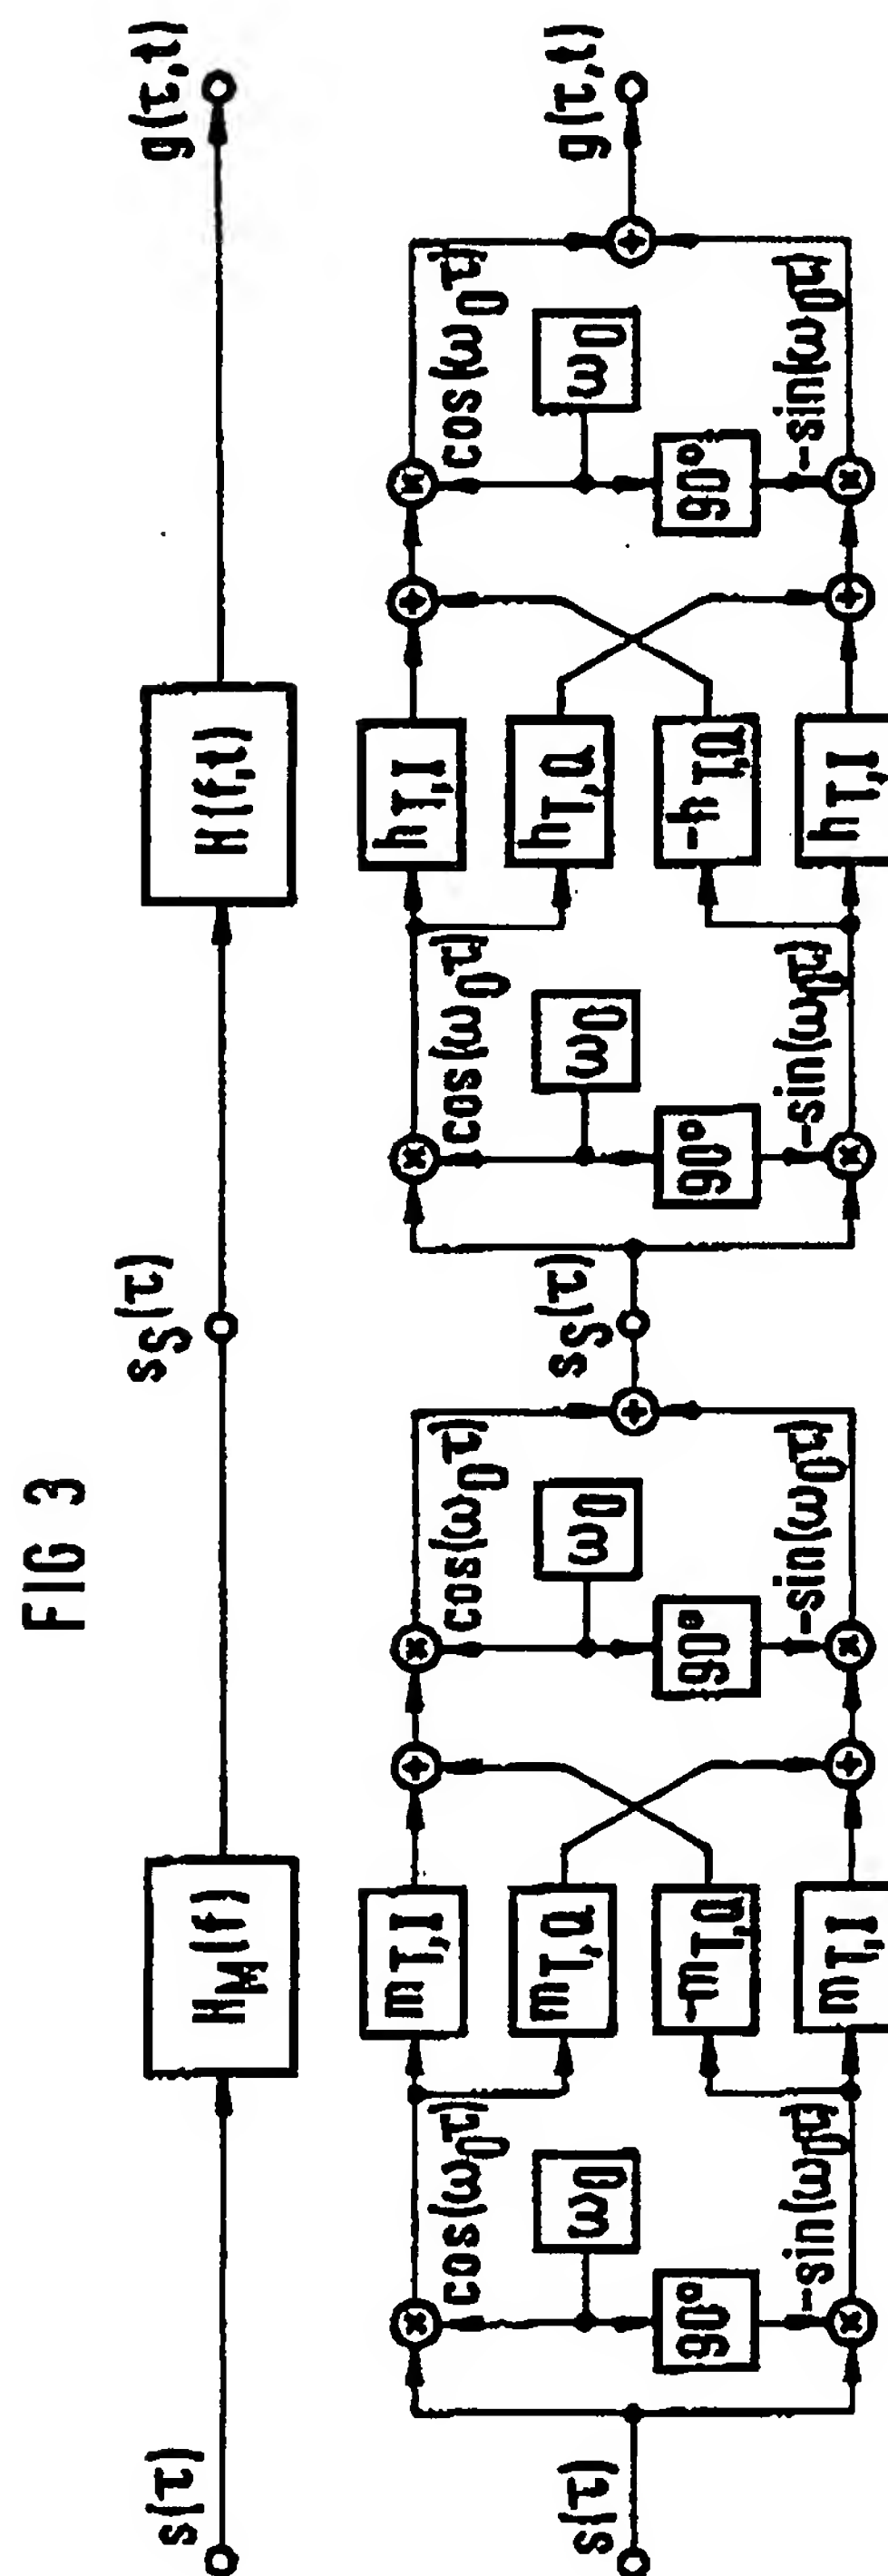 FIG 3
s(τ)
H_M(f)
s_S(τ)
H(f,t)
g(τ,t)
s(τ)
cos(ω₀τ)
ω₀
90°
-sin(ω₀τ)
m_T,I
m_T,Q
-m_T,Q
m_T,I
cos(ω₀τ)
ω₀
90°
-sin(ω₀τ)
s_S(τ)
cos(ω₀τ)
ω₀
90°
-sin(ω₀τ)
h_T,I
h_T,Q
-h_T,Q
h_T,I
cos(ω₀τ)
ω₀
90°
-sin(ω₀τ)
g(τ,t)